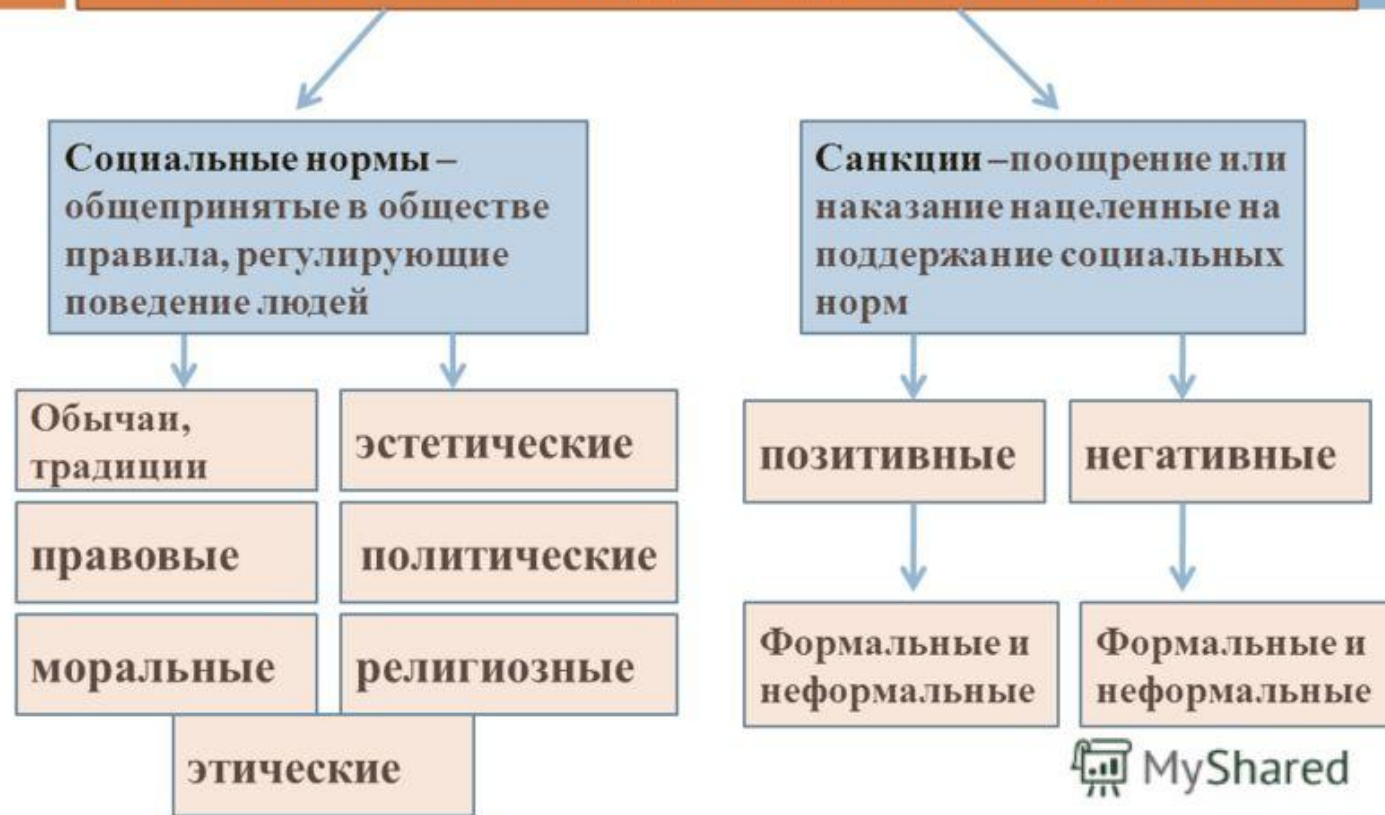 Социальные нормы –
общепринятые в обществе
правила, регулирующие
поведение людей
Обычаи,
традиции
эстетические
правовые
политические
моральные
религиозные
этические
Санкции –поощрение или
наказание нацеленные на
поддержание социальных
норм
позитивные
негативные
Формальные и
неформальные
Формальные и
неформальные
MyShared